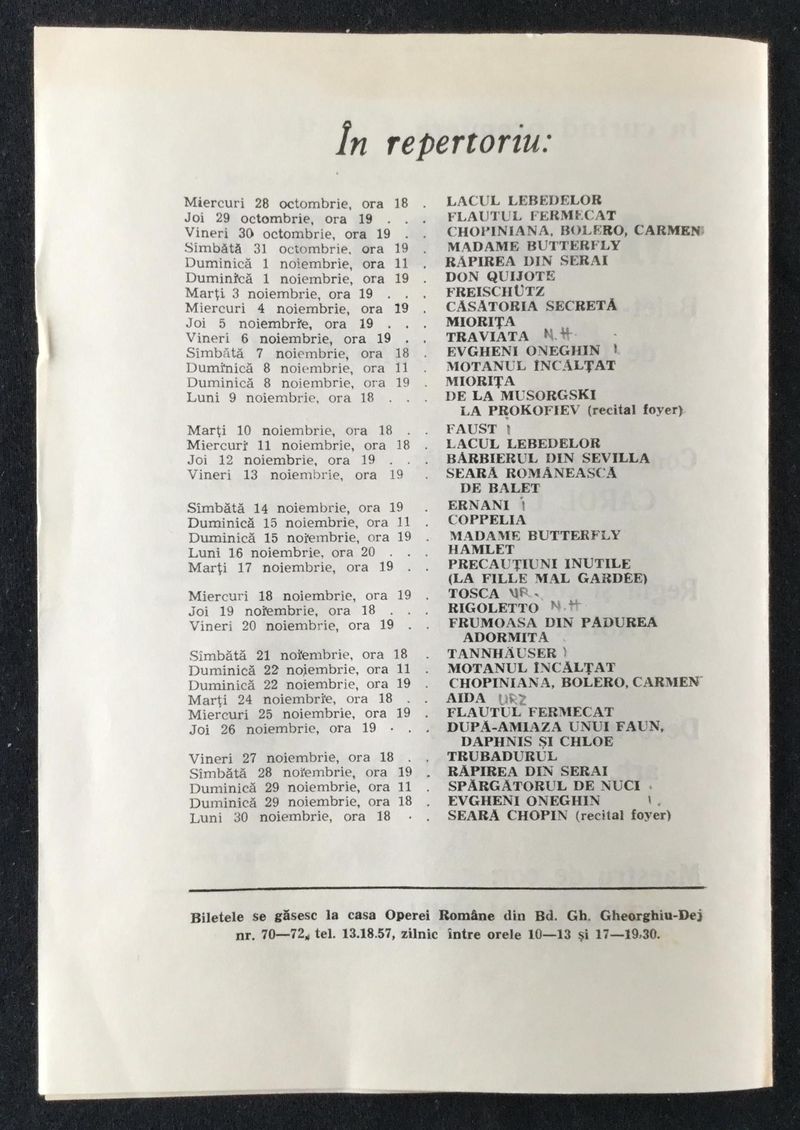 În repertoriu:
Miercuri 28 octombrie, ora 18 . LACUL LEBEDELOR
Joi 29 octombrie, ora 19 . . . FLAUTUL FERMECAT
Vineri 30 octombrie, ora 19 . . CHOPINIANA, BOLERO, CARMEN
Simbătă 31 octombrie, ora 19 . MADAME BUTTERFLY
Duminică 1 noiembrie, ora 11 . RĂPIREA DIN SERAI
Duminică 1 noiembrie, ora 19 . DON QUIJOTE
Marţi 3 noiembrie, ora 19 . . . FREISCHÜTZ
Miercuri 4 noiembrie, ora 19 . CĂSĂTORIA SECRETĂ
Joi 5 noiembrie, ora 19 . . . MIORIŢA
Vineri 6 noiembrie, ora 19 . . TRAVIATA N.H
Simbătă 7 noiembrie, ora 18 . EVGHENI ONEGHIN
Duminică 8 noiembrie, ora 11 . MOTANUL ÎNCĂLŢAT
Duminică 8 noiembrie, ora 19 . MIORIŢA
Luni 9 noiembrie, ora 18 . . . DE LA MUSORGSKI
LA PROKOFIEV (recital foyer)
Marţi 10 noiembrie, ora 18 . . FAUST
Miercuri 11 noiembrie, ora 18 . LACUL LEBEDELOR
Joi 12 noiembrie, ora 19 . . . BĂRBIERUL DIN SEVILLA
Vineri 13 noiembrie, ora 19 . SEARĂ ROMÂNEASCĂ
DE BALET
Simbătă 14 noiembrie, ora 19 . ERNANI
Duminică 15 noiembrie, ora 11 . COPPELIA
Duminică 15 noiembrie, ora 19 . MADAME BUTTERFLY
Luni 16 noiembrie, ora 20 . . . HAMLET
Marţi 17 noiembrie, ora 19 . . PRECAUŢIUNI INUTILE
(LA FILLE MAL GARDÉE)
Miercuri 18 noiembrie, ora 19 . TOSCA
Joi 19 noiembrie, ora 18 . . . RIGOLETTO N.H
Vineri 20 noiembrie, ora 19 . . FRUMOASA DIN PĂDUREA
ADORMITĂ
Simbătă 21 noiembrie, ora 18 . TANNHÄUSER
Duminică 22 noiembrie, ora 11 . MOTANUL ÎNCĂLŢAT
Duminică 22 noiembrie, ora 19 . CHOPINIANA, BOLERO, CARMEN
Marţi 24 noiembrie, ora 18 . . AIDA
Miercuri 25 noiembrie, ora 19 . FLAUTUL FERMECAT
Joi 26 noiembrie, ora 19 . . . DUPĂ-AMIAZA UNUI FAUN,
DAPHNIS ŞI CHLOE
Vineri 27 noiembrie, ora 18 . . TRUBADURUL
Simbătă 28 noiembrie, ora 19 . RĂPIREA DIN SERAI
Duminică 29 noiembrie, ora 11 . SPĂRGĂTORUL DE NUCI
Duminică 29 noiembrie, ora 18 . EVGHENI ONEGHIN
Luni 30 noiembrie, ora 18 . . SEARĂ CHOPIN (recital foyer)
Biletele se găsesc la casa Operei Române din Bd. Gh. Gheorghiu-Dej
nr. 70—72, tel. 13.18.57, zilnic între orele 10—13 şi 17—19,30.